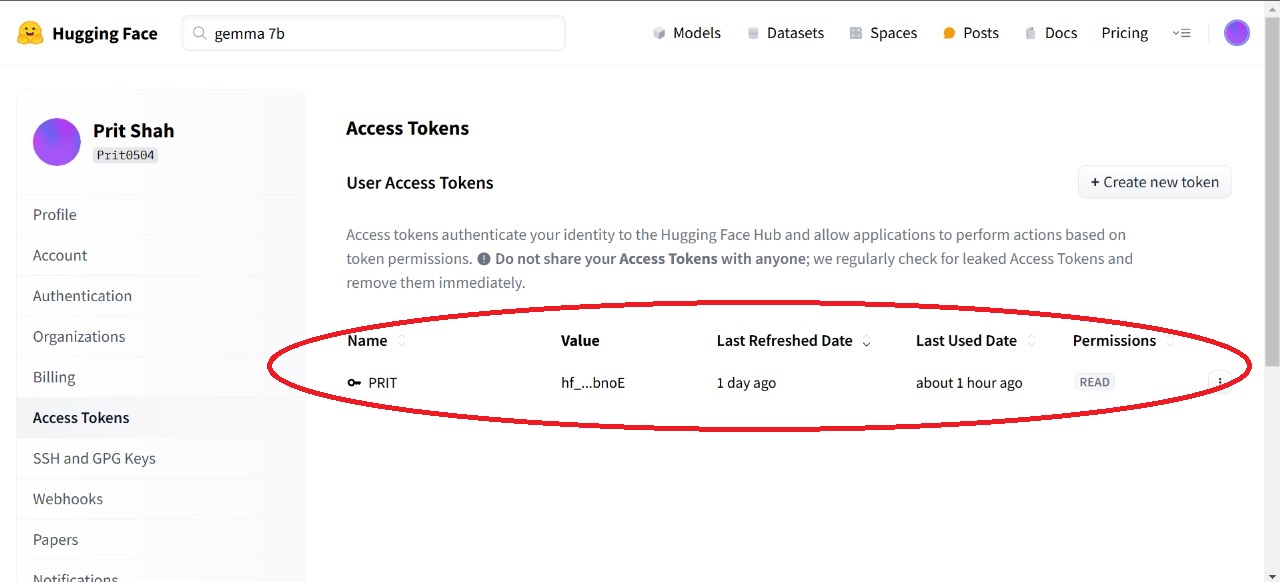 Hugging Face
gemma 7b
Models
Datasets
Spaces
Posts
Docs
Pricing
Prit Shah
Prit0504
Profile
Account
Authentication
Organizations
Billing
Access Tokens
SSH and GPG Keys
Webhooks
Papers
Notifications
Access Tokens
User Access Tokens
+ Create new token
Access tokens authenticate your identity to the Hugging Face Hub and allow applications to perform actions based on
token permissions. Do not share your Access Tokens with anyone; we regularly check for leaked Access Tokens and
remove them immediately.
Name Value Last Refreshed Date Last Used Date Permissions
PRIT hf_...bnoE 1 day ago about 1 hour ago READ